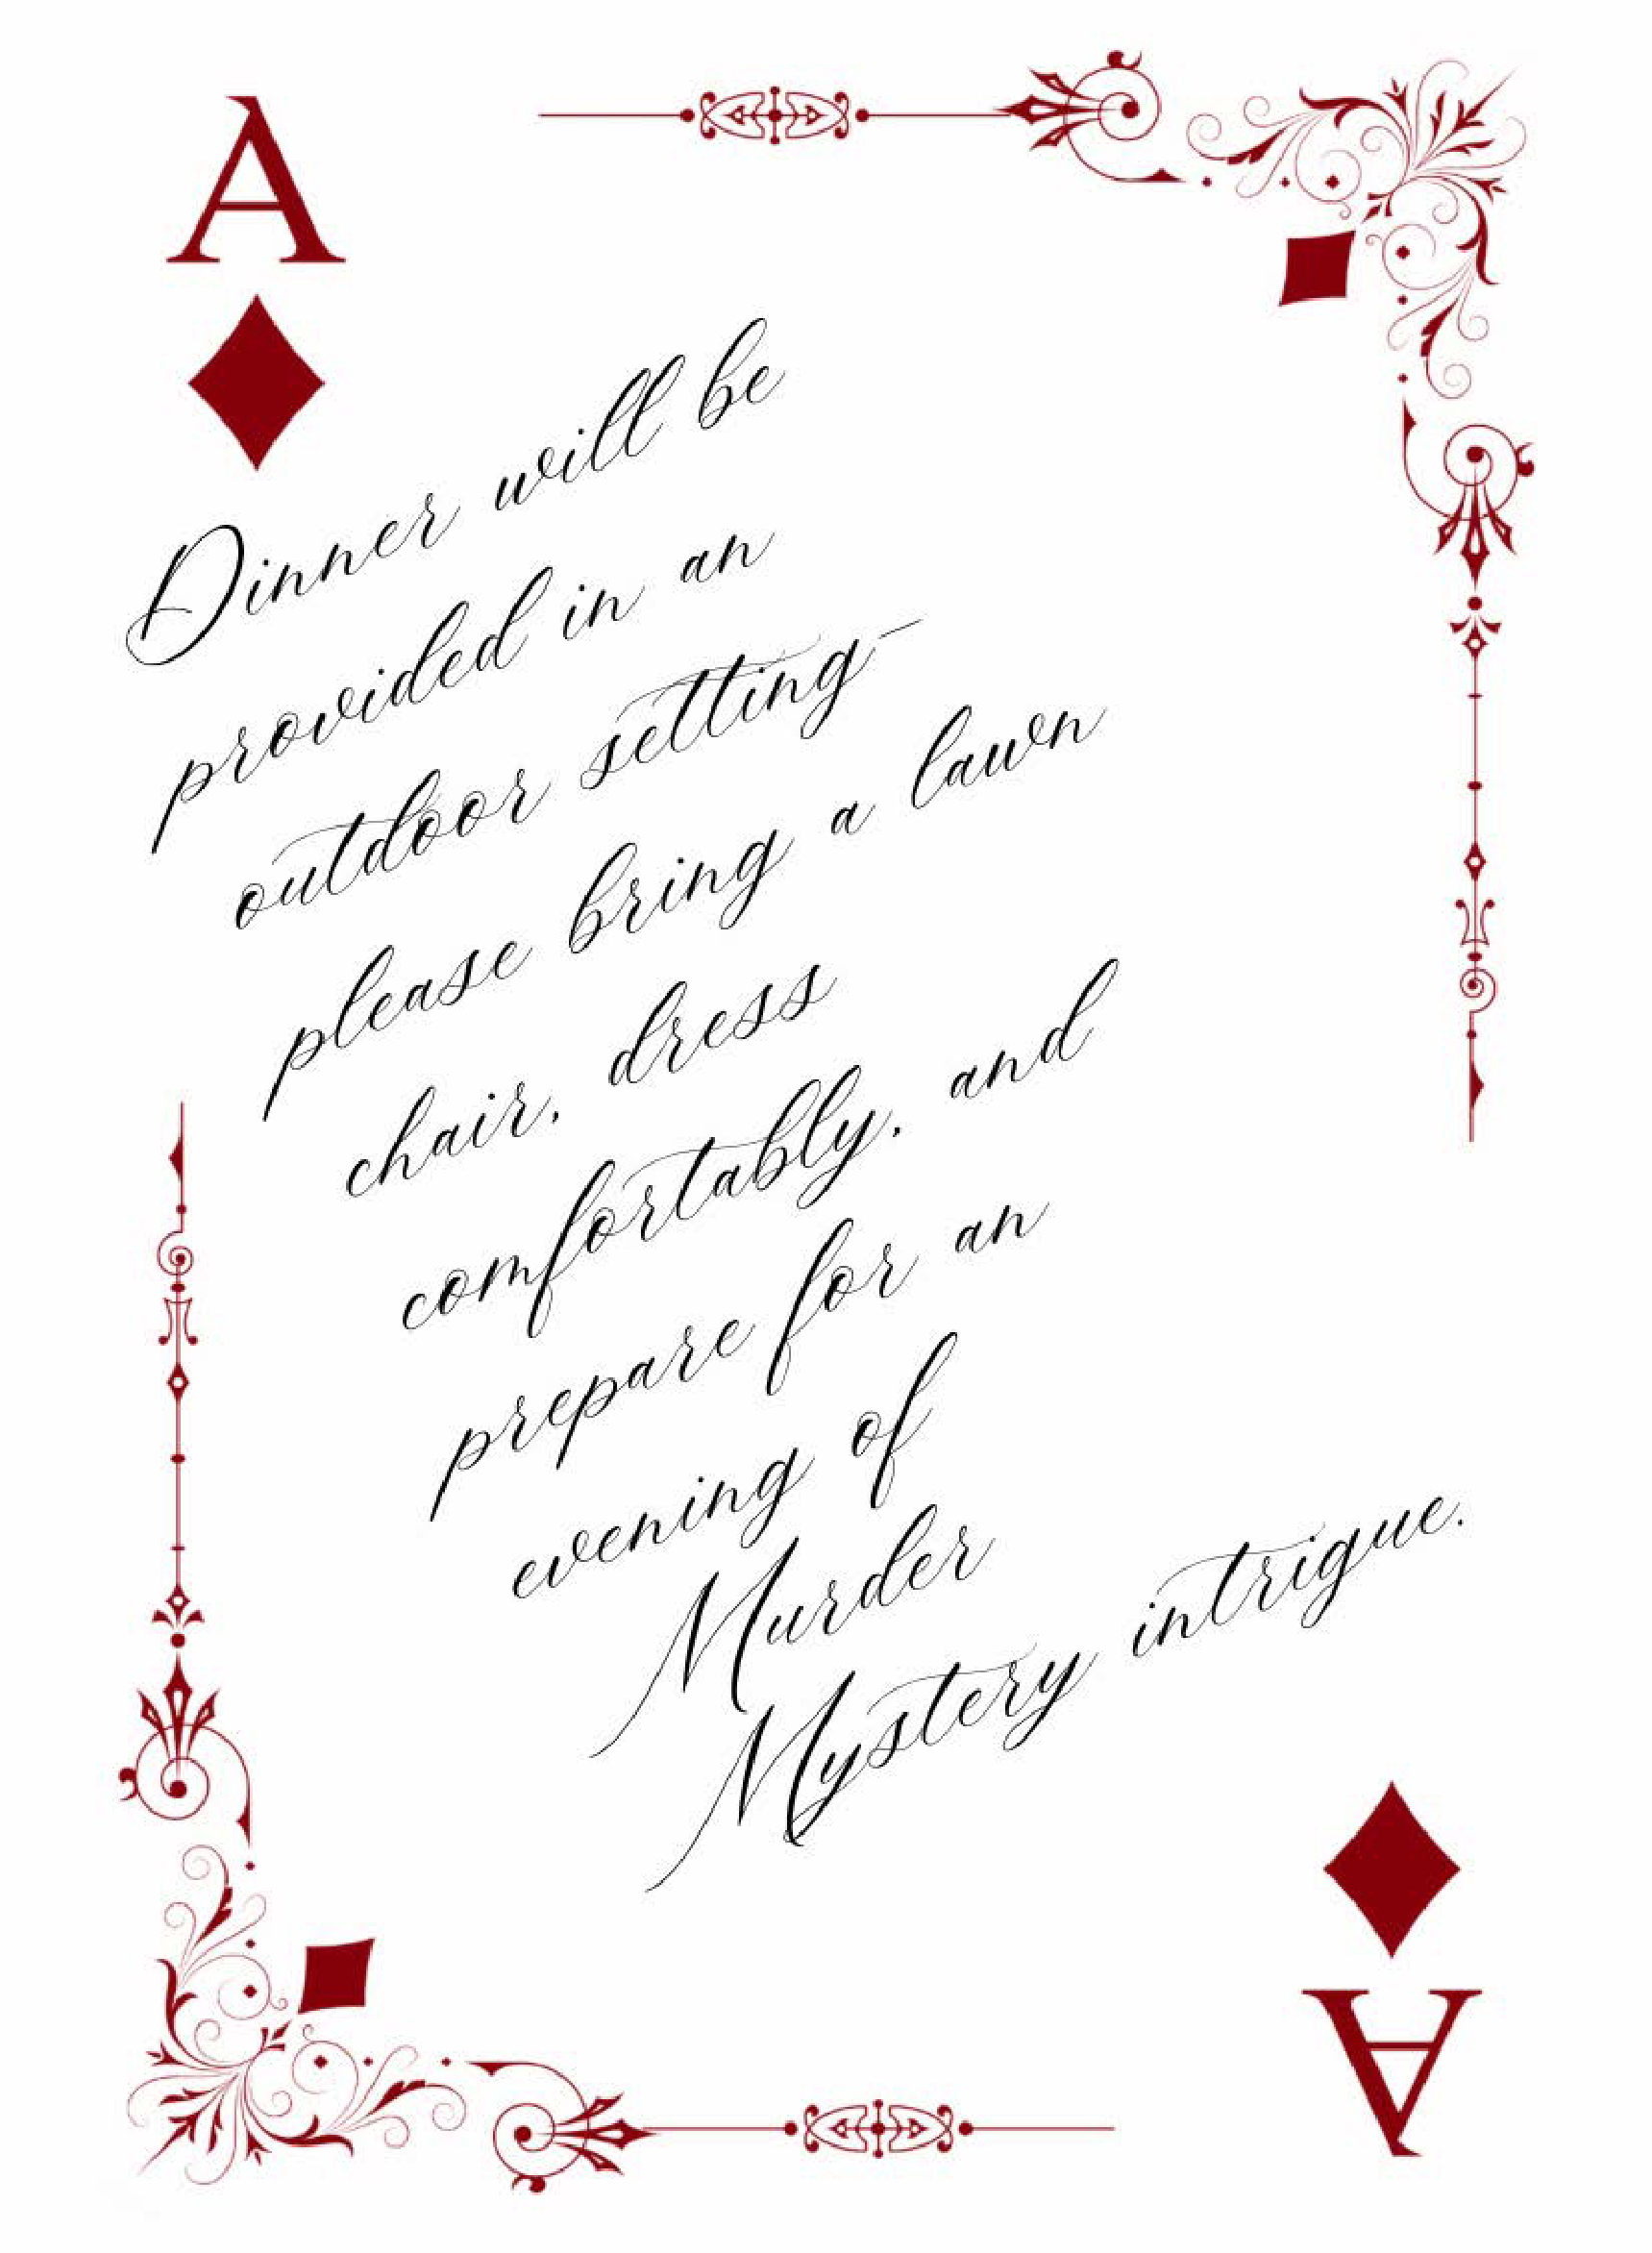 A
Dinner will be
provided in an
outdoor setting-
please bring a lawn
chair, dress
comfortably, and
prepare for an
evening of
Murder
Mystery intrigue.
A